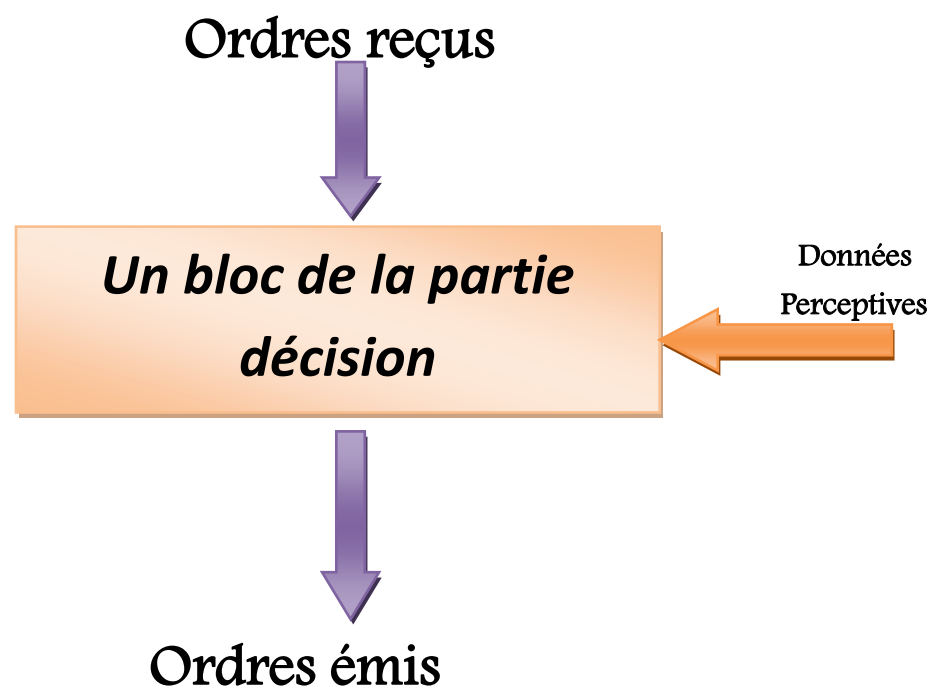 Ordres reçus
Un bloc de la partie
décision
Données
Perceptives
Ordres émis